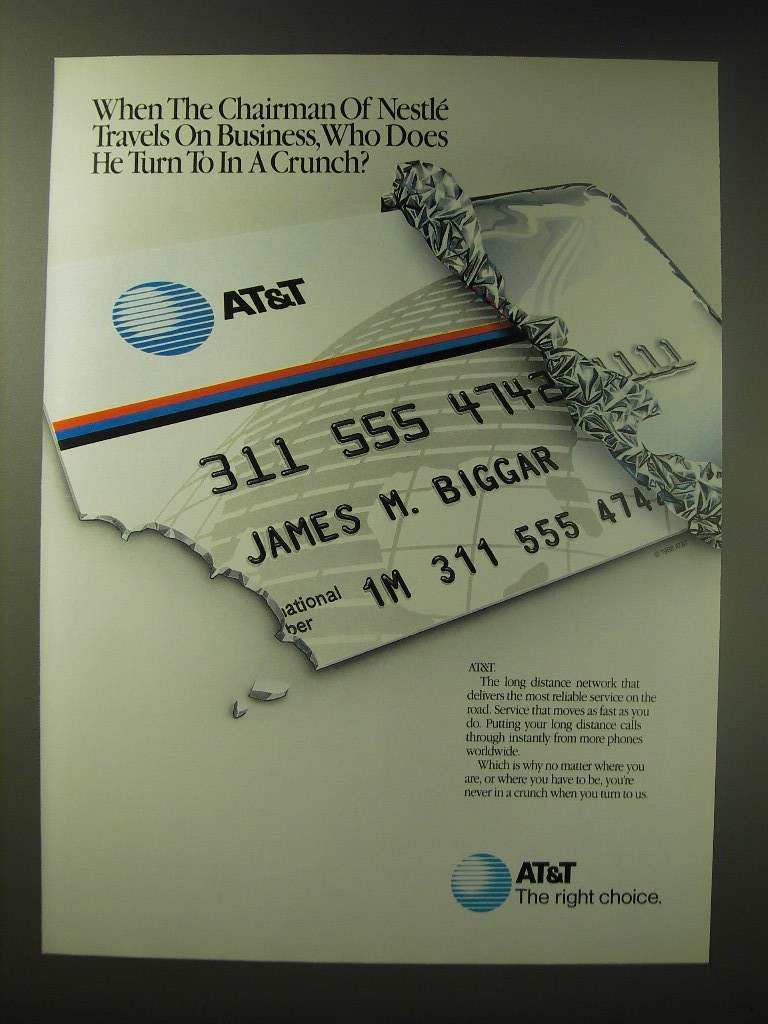 When The Chairman Of Nestlé
Travels On Business, Who Does
He Turn To In A Crunch?
AT&T
311 555 4742 1111
JAMES M. BIGGAR
national 1M 311 555 474
ber
© 1988 AT&T
AT&T.
The long distance network that
delivers the most reliable service on the
road. Service that moves as fast as you
do. Putting your long distance calls
through instantly from more phones
worldwide.
Which is why no matter where you
are, or where you have to be, you're
never in a crunch when you turn to us.
AT&T
The right choice.